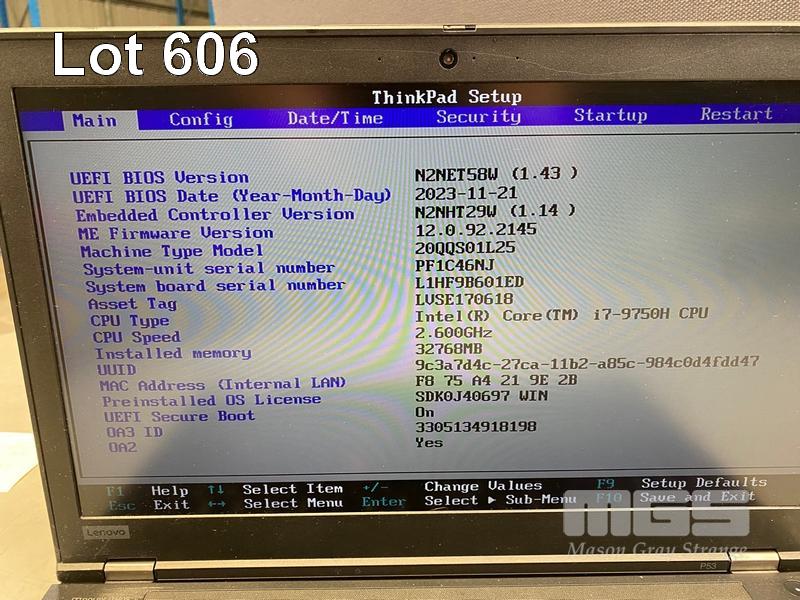 Lot 606
ThinkPad Setup
Main Config Date/Time Security Startup Restart
UEFI BIOS Version N2NET58W (1.43 )
UEFI BIOS Date (Year-Month-Day) 2023-11-21
Embedded Controller Version N2NHT29W (1.14 )
ME Firmware Version 12.0.92.2145
Machine Type Model 20QQS01L25
System-unit serial number PF1C46NJ
System board serial number L1HF9B601ED
Asset Tag LVSE170618
CPU Type Intel(R) Core(TM) i7-9750H CPU
CPU Speed 2.600GHz
Installed memory 32768MB
UUID 9c3a7d4c-27ca-11b2-a85c-984c0d4fdd47
MAC Address (Internal LAN) F8 75 A4 21 9E 2B
Preinstalled OS License SDK0J40697 WIN
UEFI Secure Boot On
OA3 ID 3305134918198
OA2 Yes
F1 Help ↑↓ Select Item +/- Change Values F9 Setup Defaults
Esc Exit ←→ Select Menu Enter Select ▶ Sub-Menu F10 Save and Exit
MGS
Lenovo
Mason Gray Strange
P53